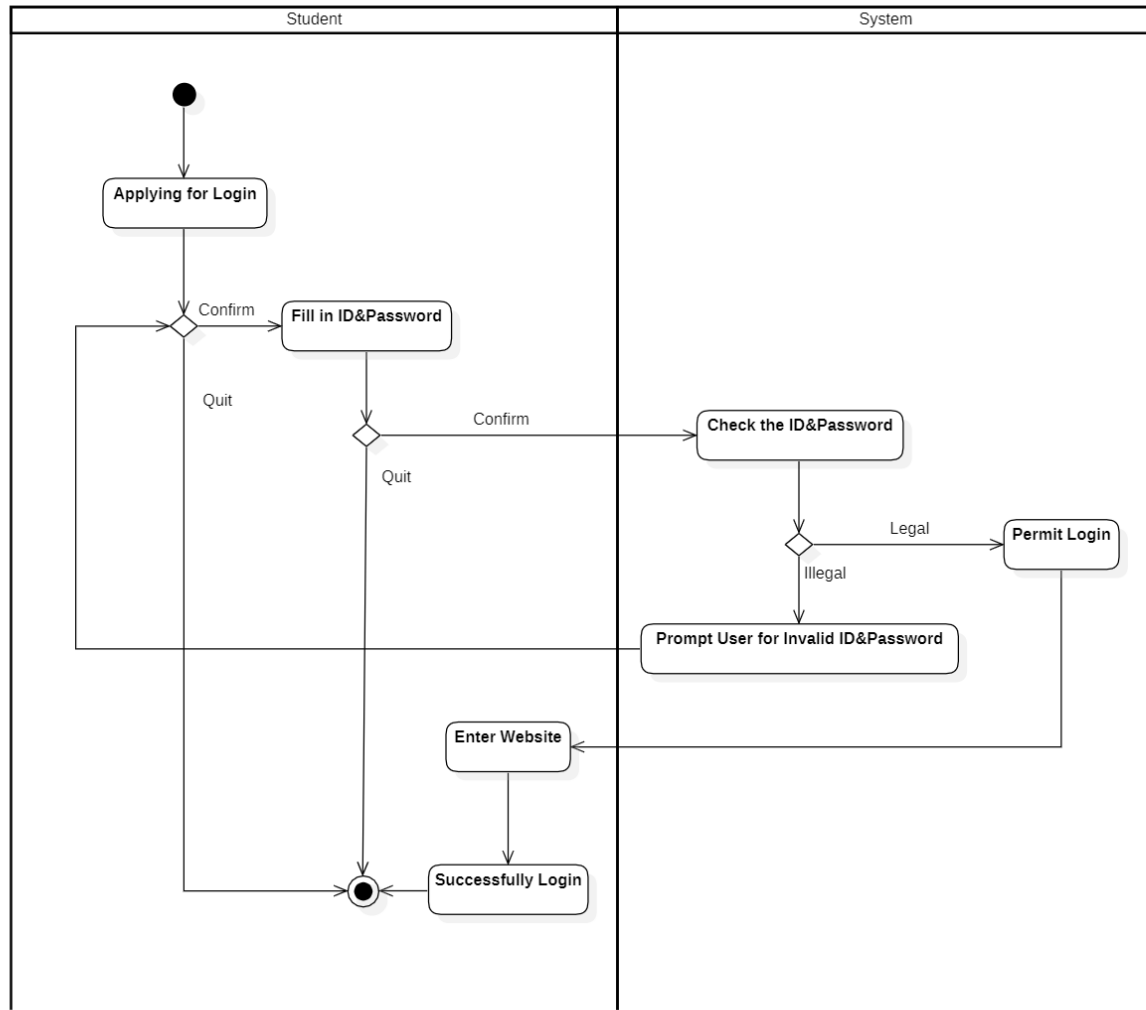 Student
System
Applying for Login
Confirm
Fill in ID&Password
Quit
Confirm
Check the ID&Password
Quit
Legal
Permit Login
Illegal
Prompt User for Invalid ID&Password
Enter Website
Successfully Login